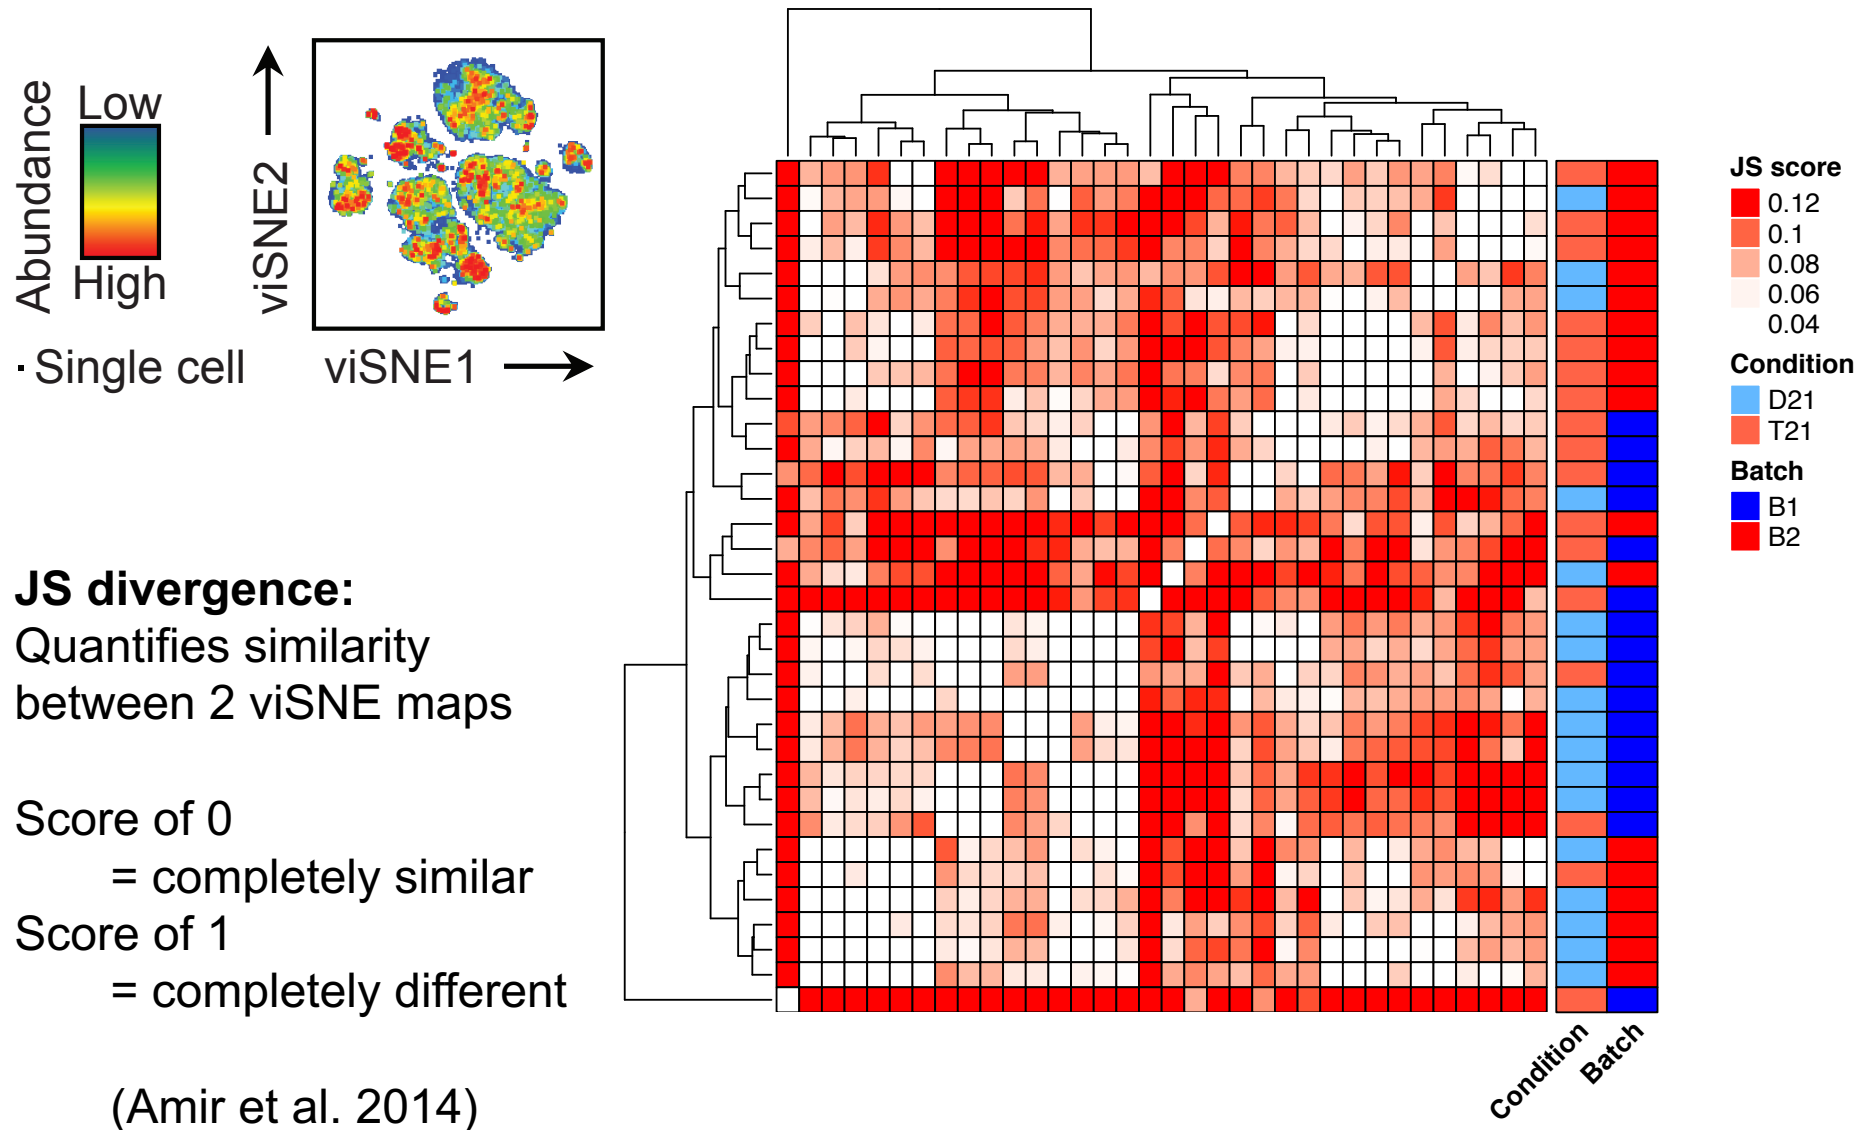 Abundance
Low
High
viSNE2
· Single cell
viSNE1
JS divergence:
Quantifies similarity
between 2 viSNE maps
Score of 0
= completely similar
Score of 1
= completely different
(Amir et al. 2014)
JS score
0.12
0.1
0.08
0.06
0.04
Condition
D21
T21
Batch
B1
B2
Condition
Batch